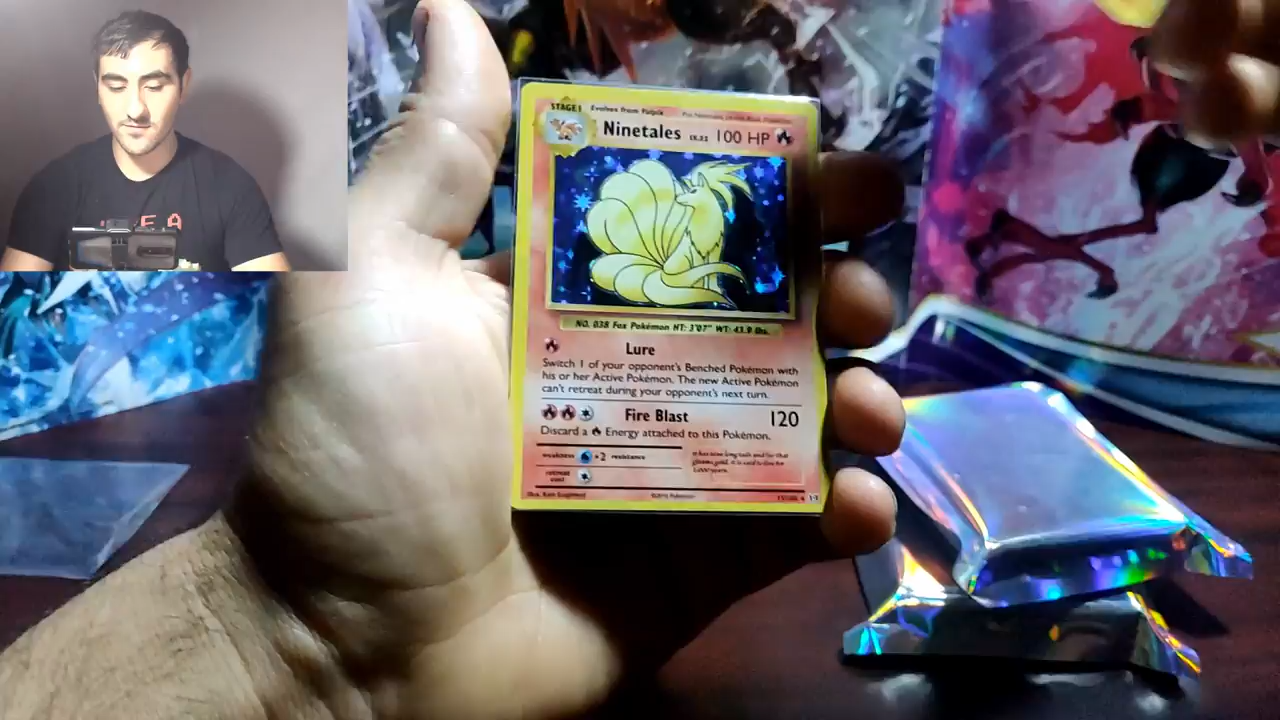 E A
STAGE 1 Evolves from Vulpix
Ninetales LV.32 100 HP
NO. 038 Fox Pokémon HT: 3'07" WT: 43.9 lbs.
Lure
Switch 1 of your opponent's Benched Pokémon with
his or her Active Pokémon. The new Active Pokémon
can't retreat during your opponent's next turn.
Fire Blast 120
Discard a Energy attached to this Pokémon.
weakness ×2 resistance
retreat
cost
©2016 Pokémon